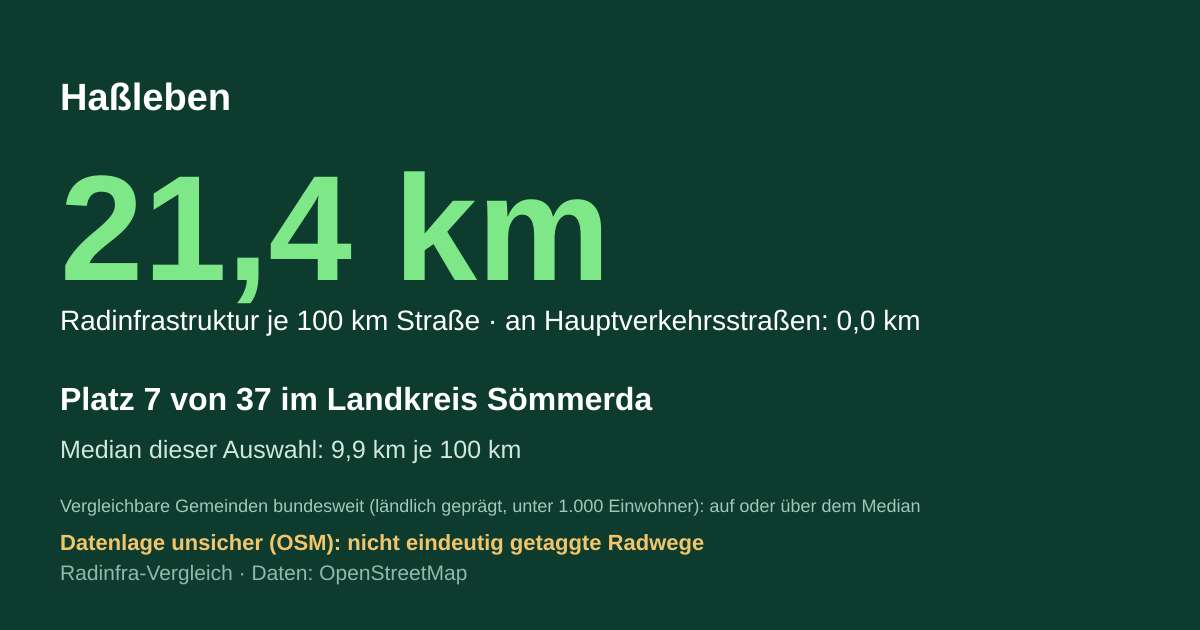 Haßleben
21,4 km
Radinfrastruktur je 100 km Straße · an Hauptverkehrsstraßen: 0,0 km
Platz 7 von 37 im Landkreis Sömmerda
Median dieser Auswahl: 9,9 km je 100 km
Vergleichbare Gemeinden bundesweit (ländlich geprägt, unter 1.000 Einwohner): auf oder über dem Median
Datenlage unsicher (OSM): nicht eindeutig getaggte Radwege
Radinfra-Vergleich · Daten: OpenStreetMap